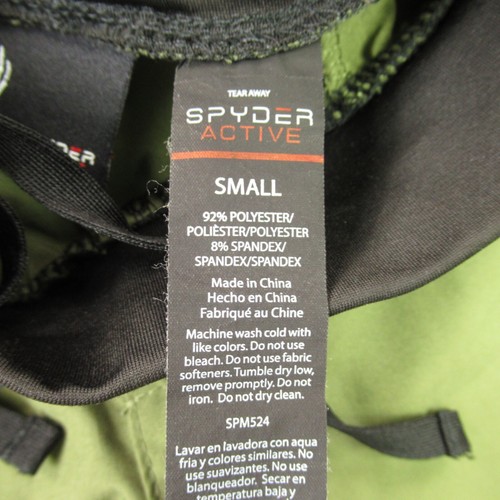 TEAR AWAY
SPYDER
ACTIVE
SMALL
92% POLYESTER/
POLIÈSTER/POLYESTER
8% SPANDEX/
SPANDEX/SPANDEX
Made in China
Hecho en China
Fabriqué au Chine
Machine wash cold with
like colors. Do not use
bleach. Do not use fabric
softeners. Tumble dry low,
remove promptly. Do not
iron. Do not dry clean.
SPM524
Lavar en lavadora con aqua
fria y colores similares. No
use suavizantes. No use
blanqueador. Secar en
temperatura baja y